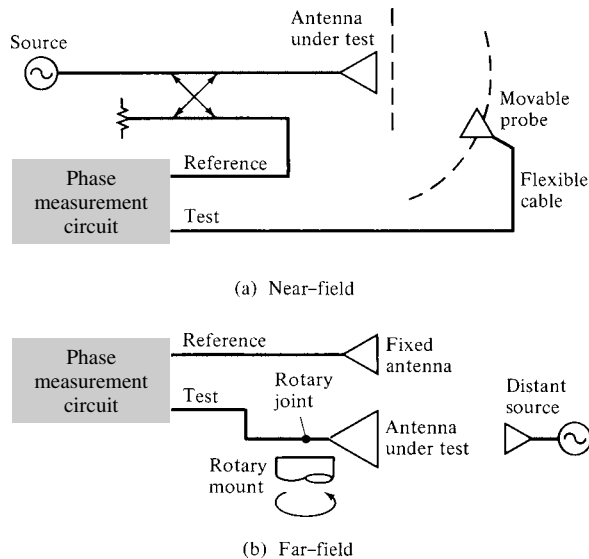 Source
Antenna
under test
Movable
probe
Reference
Phase
measurement
circuit
Flexible
cable
Test
(a) Near–field
Reference
Fixed
antenna
Phase
measurement
circuit
Rotary
joint
Test
Distant
source
Antenna
under test
Rotary
mount
(b) Far–field